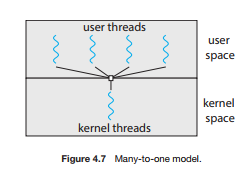 user threads
user
space
kernel
space
kernel threads
Figure 4.7 Many-to-one model.